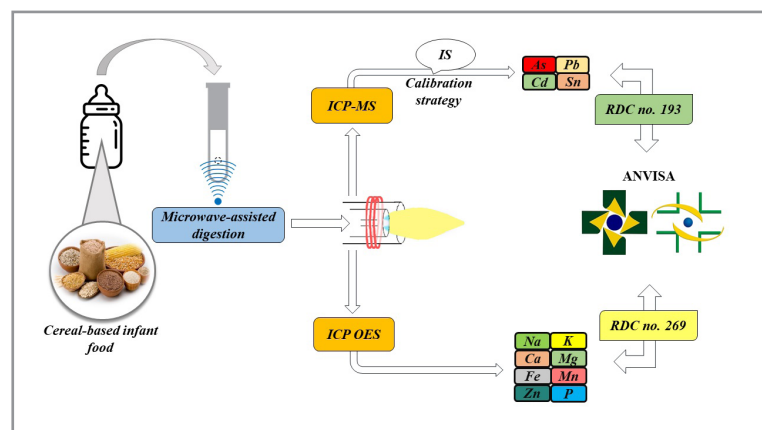 IS
Calibration
strategy
ICP-MS
As Pb
Cd Sn
RDC no. 193
ANVISA
Microwave-assisted
digestion
Cereal-based infant
food
ICP OES
RDC no. 269
Na K
Ca Mg
Fe Mn
Zn P